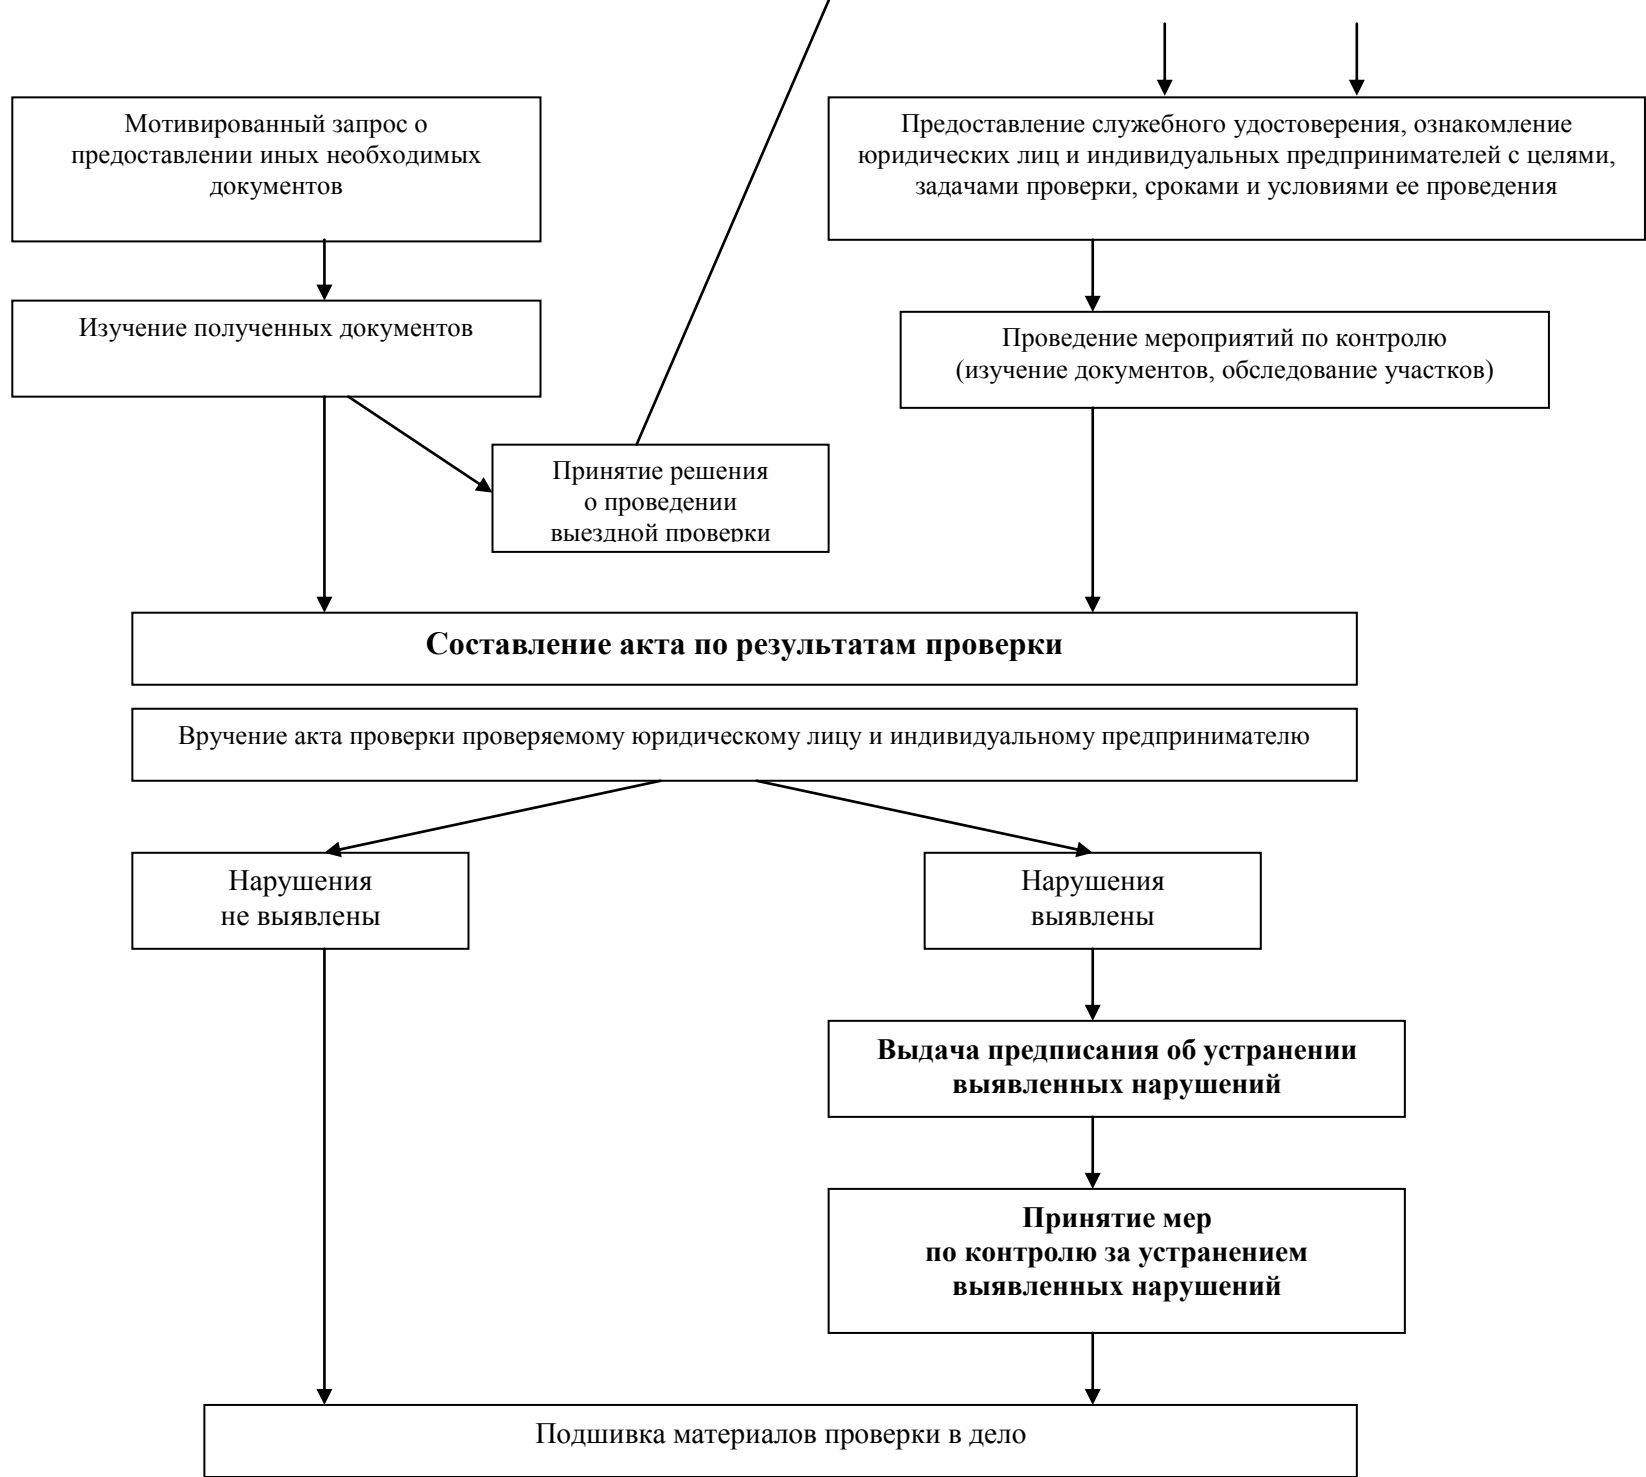 Мотивированный запрос о
предоставлении иных необходимых
документов
Предоставление служебного удостоверения, ознакомление
юридических лиц и индивидуальных предпринимателей с целями,
задачами проверки, сроками и условиями ее проведения
Изучение полученных документов
Проведение мероприятий по контролю
(изучение документов, обследование участков)
Принятие решения
о проведении
выездной проверки
Составление акта по результатам проверки
Вручение акта проверки проверяемому юридическому лицу и индивидуальному предпринимателю
Нарушения
не выявлены
Нарушения
выявлены
Выдача предписания об устранении
выявленных нарушений
Принятие мер
по контролю за устранением
выявленных нарушений
Подшивка материалов проверки в дело